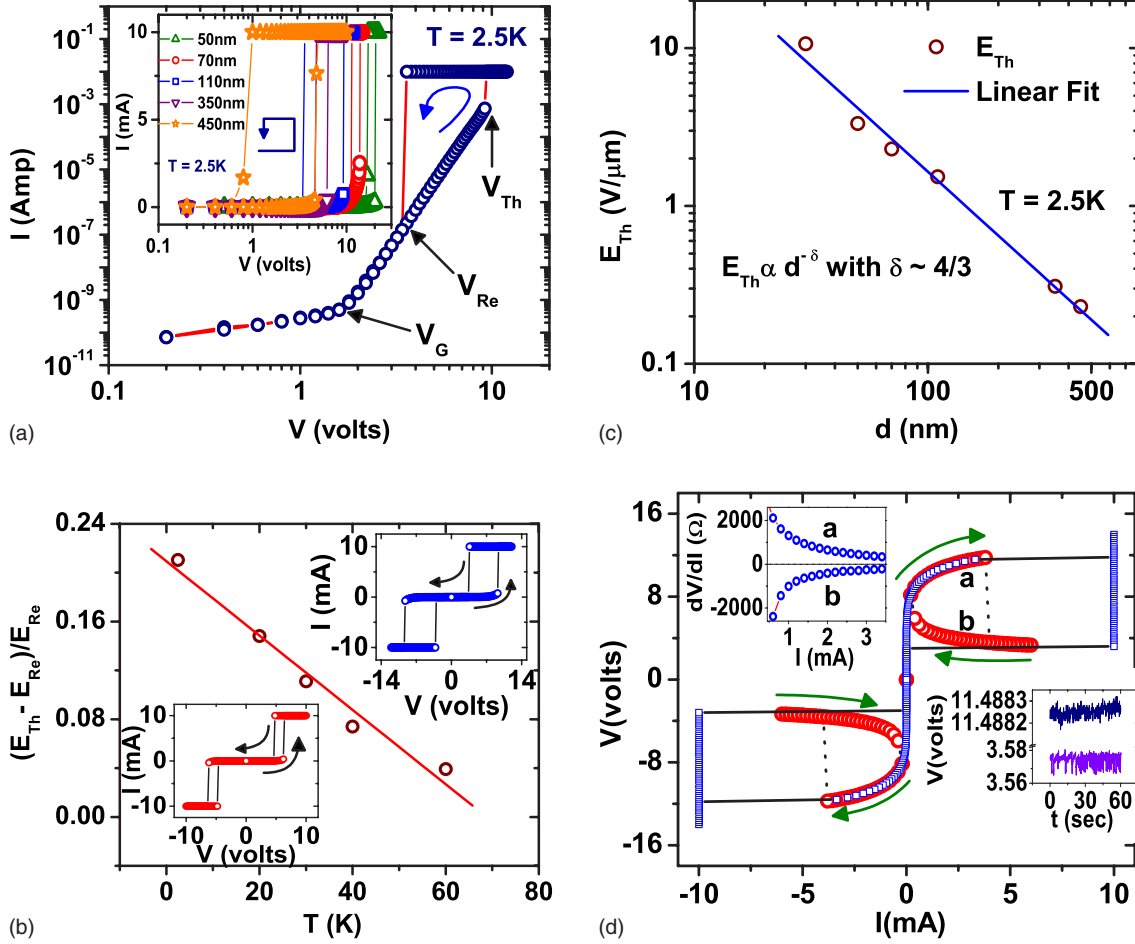 T = 2.5K
50nm
70nm
110nm
350nm
450nm
T = 2.5K
10
5
0
I (mA)
0.1
1
10
V (volts)
10^-1
10^-3
10^-5
10^-7
10^-9
10^-11
I (Amp)
V_Th
V_Re
V_G
0.1
1
10
V (volts)
(a)
10
1
0.1
E_Th (V/μm)
E_Th
Linear Fit
T = 2.5K
E_Th α d^-δ with δ ~ 4/3
10
100
500
d (nm)
(c)
0.24
0.16
0.08
0.00
(E_Th - E_Re)/E_Re
10
0
-10
I (mA)
-14
0
14
V (volts)
10
0
-10
I (mA)
-10
0
10
V (volts)
0
20
40
60
80
T (K)
(b)
16
8
0
-8
-16
V(volts)
2000
0
-2000
dV/dI (Ω)
a
b
1
2
3
I (mA)
a
b
11.4883
11.4882
3.58
3.56
V(volts)
0
30
60
t (sec)
-10
-5
0
5
10
I(mA)
(d)